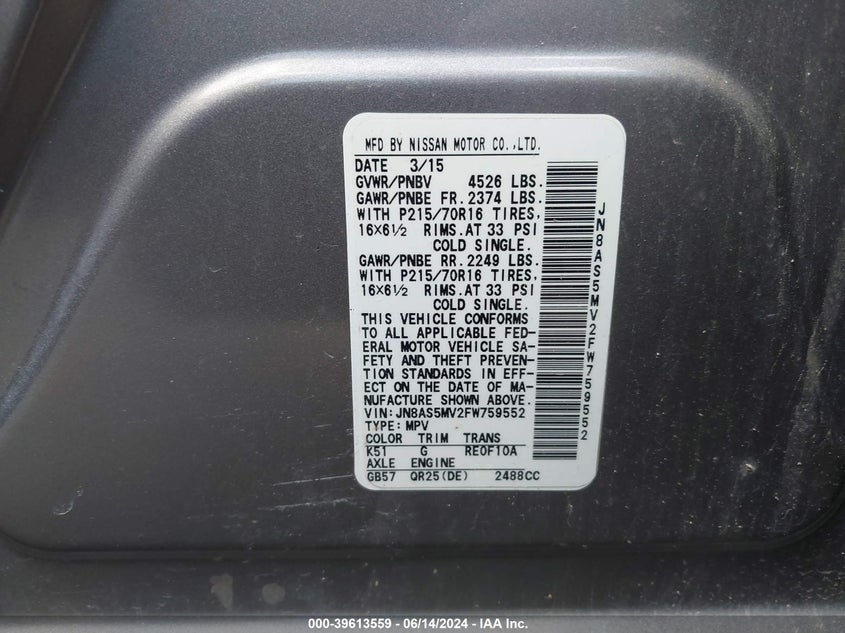 MFD BY NISSAN MOTOR CO.,LTD.
DATE 3/15
GVWR/PNBV 4526 LBS.
GAWR/PNBE FR. 2374 LBS.
WITH P215/70R16 TIRES,
16×6½ RIMS. AT 33 PSI
COLD SINGLE.
GAWR/PNBE RR. 2249 LBS.
WITH P215/70R16 TIRES,
16×6½ RIMS. AT 33 PSI
COLD SINGLE.
THIS VEHICLE CONFORMS
TO ALL APPLICABLE FED-
ERAL MOTOR VEHICLE SA-
FETY AND THEFT PREVEN-
TION STANDARDS IN EFF-
ECT ON THE DATE OF MA-
NUFACTURE SHOWN ABOVE.
VIN:JN8AS5MV2FW759552
TYPE:MPV
COLOR TRIM TRANS
K51 G RE0F10A
AXLE ENGINE
GB57 QR25(DE) 2488CC
JN8AS5MV2FW759552
000-39613559 - 06/14/2024 - IAA Inc.